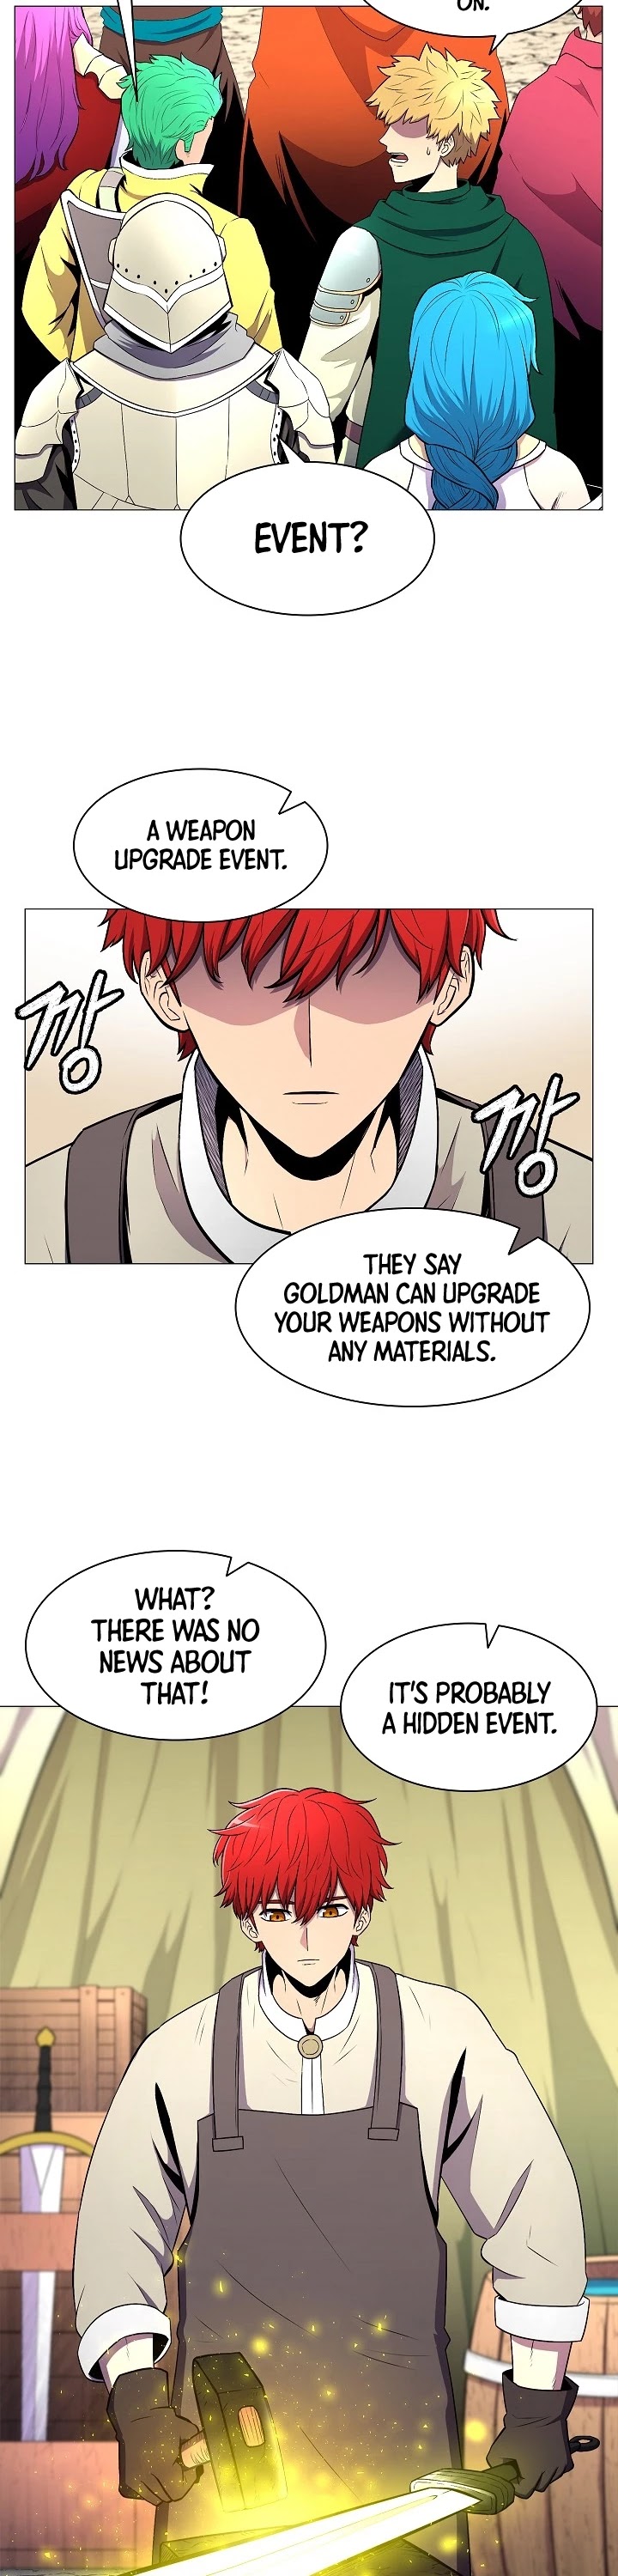 ON.
EVENT?
A WEAPON
UPGRADE EVENT.
깡
깡
THEY SAY
GOLDMAN CAN UPGRADE
YOUR WEAPONS WITHOUT
ANY MATERIALS.
WHAT?
THERE WAS NO
NEWS ABOUT
THAT!
IT'S PROBABLY
A HIDDEN EVENT.